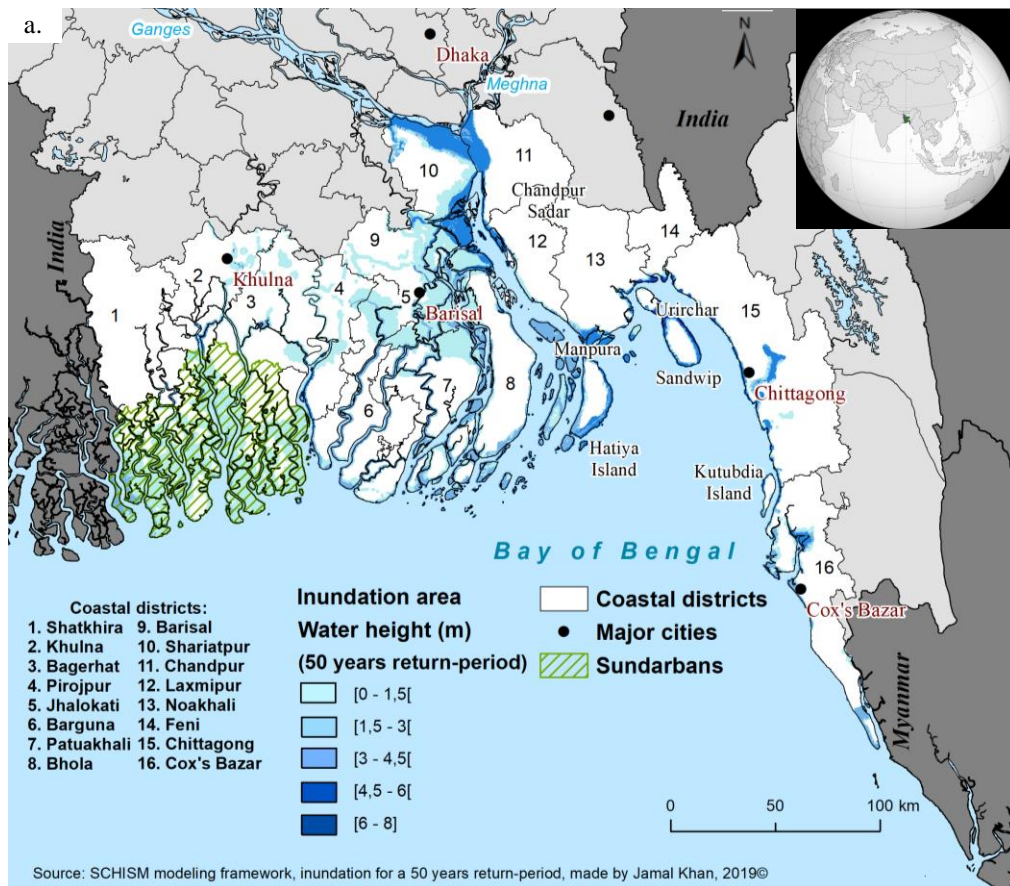 a.
N
Ganges
Dhaka
Meghna
India
India
10
11
Chandpur
Sadar
9
12
14
13
2
Khulna
3
4
5
Barisal
1
15
Urirchar
Manpura
Sandwip
Chittagong
7
8
6
Hatiya
Island
Kutubdia
Island
Bay of Bengal
16
Cox's Bazar
Myanmar
Coastal districts:
1. Shatkhira 9. Barisal
2. Khulna 10. Shariatpur
3. Bagerhat 11. Chandpur
4. Pirojpur 12. Laxmipur
5. Jhalokati 13. Noakhali
6. Barguna 14. Feni
7. Patuakhali 15. Chittagong
8. Bhola 16. Cox's Bazar
Inundation area
Water height (m)
(50 years return-period)
[0 - 1,5[
[1,5 - 3[
[3 - 4,5[
[4,5 - 6[
[6 - 8]
Coastal districts
Major cities
Sundarbans
0 50 100 km
Source: SCHISM modeling framework, inundation for a 50 years return-period, made by Jamal Khan, 2019©